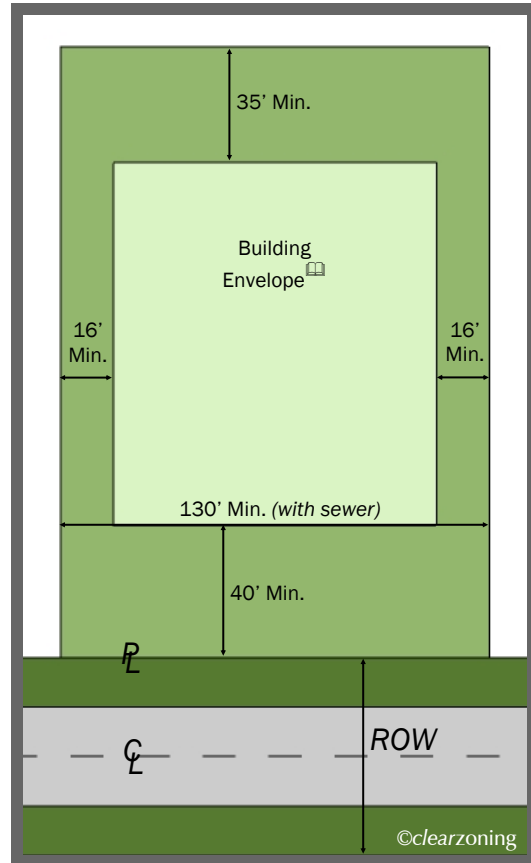 35’ Min.
Building
Envelope
16’
Min.
16’
Min.
130’ Min. (with sewer)
40’ Min.
PL
CL
ROW
©clearzoning